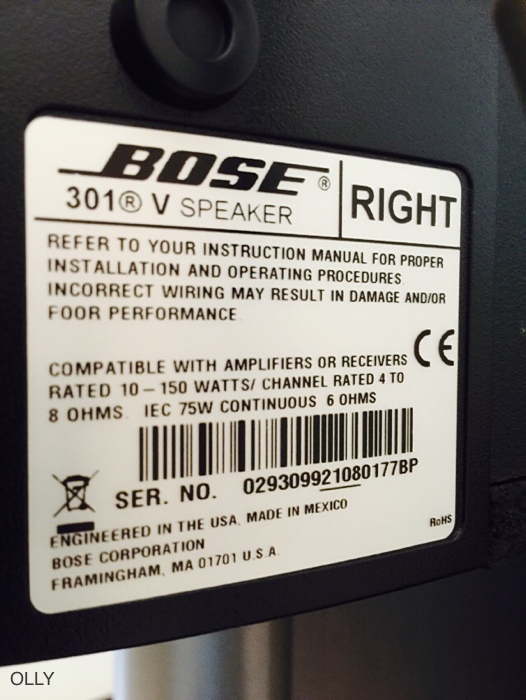 BOSE®
301® V SPEAKER
RIGHT
REFER TO YOUR INSTRUCTION MANUAL FOR PROPER
INSTALLATION AND OPERATING PROCEDURES
INCORRECT WIRING MAY RESULT IN DAMAGE AND/OR
FOOR PERFORMANCE
CE
COMPATIBLE WITH AMPLIFIERS OR RECEIVERS
RATED 10 – 150 WATTS/ CHANNEL RATED 4 TO
8 OHMS. IEC 75W CONTINUOUS 6 OHMS
SER. NO. 029309921080177BP
ENGINEERED IN THE USA, MADE IN MEXICO
BOSE CORPORATION
FRAMINGHAM, MA 01701 U.S.A.
RoHS
OLLY